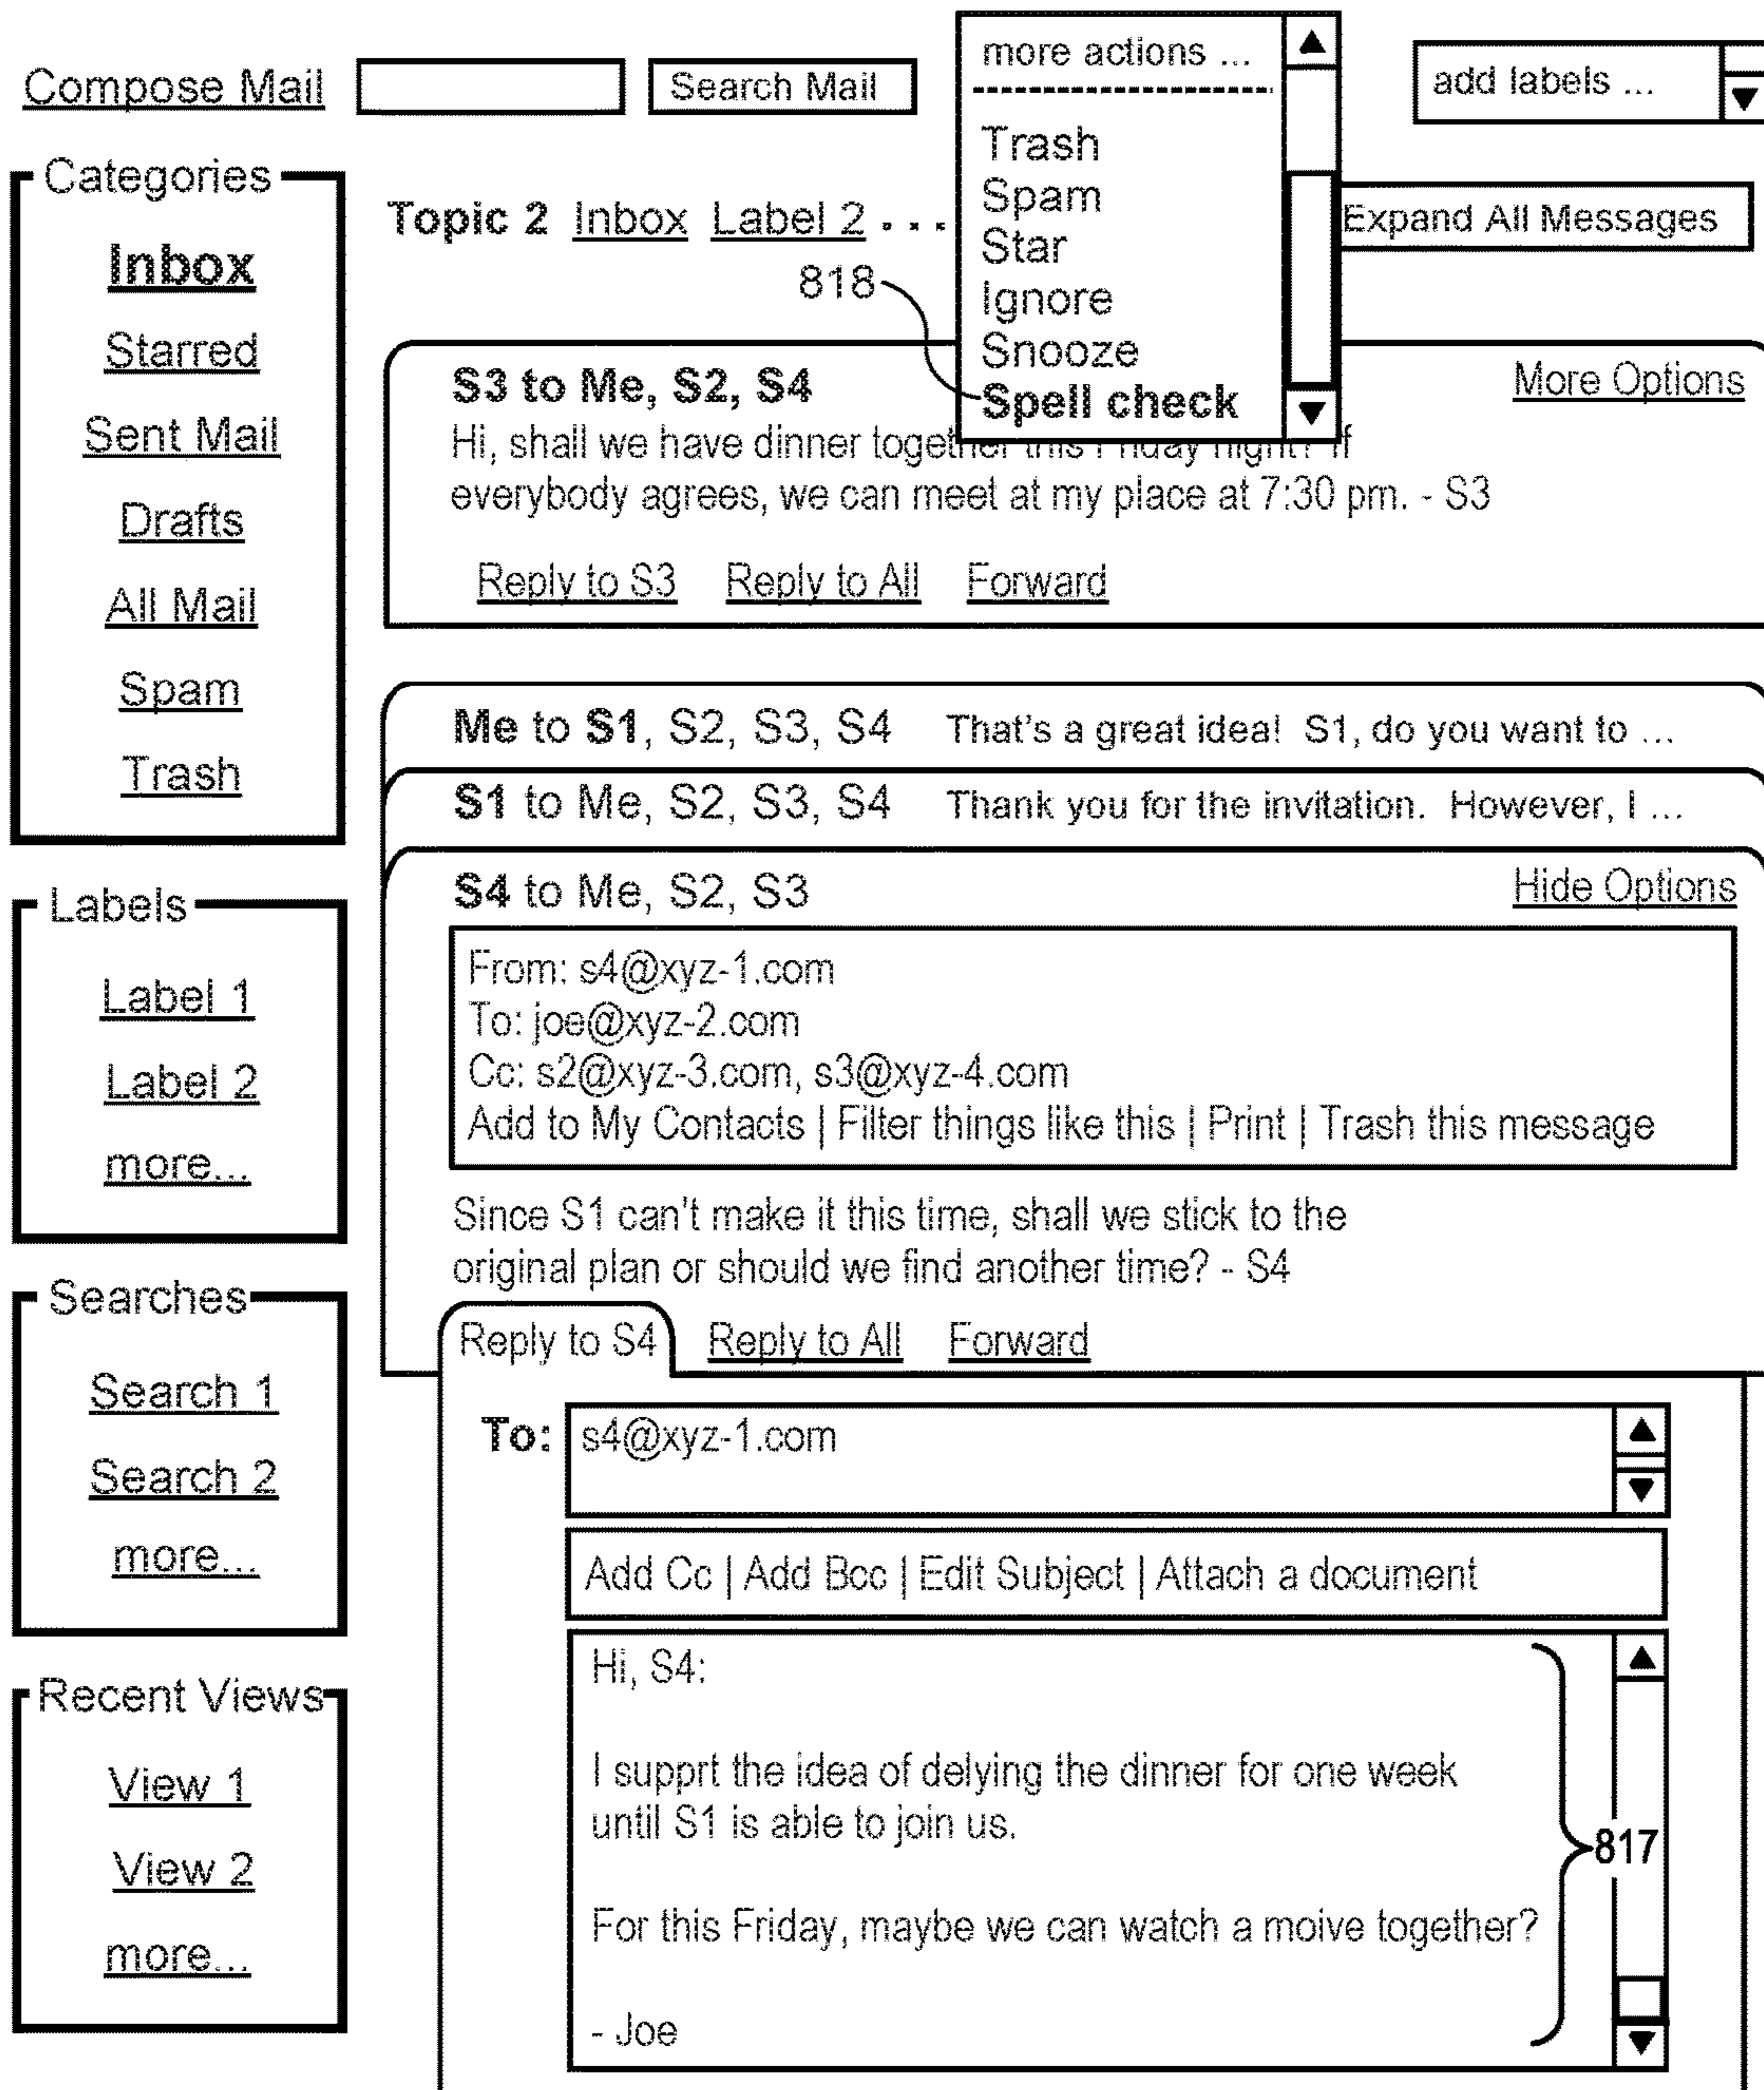 Compose Mail
Search Mail
more actions ...
Trash
Spam
Star
Ignore
Snooze
Spell check
add labels ...
Expand All Messages
Topic 2 Inbox Label 2 ...
818
Categories
Inbox
Starred
Sent Mail
Drafts
All Mail
Spam
Trash
Labels
Label 1
Label 2
more...
Searches
Search 1
Search 2
more...
Recent Views
View 1
View 2
more...
S3 to Me, S2, S4
More Options
Hi, shall we have dinner together this Friday night? If
everybody agrees, we can meet at my place at 7:30 pm. - S3
Reply to S3 Reply to All Forward
Me to S1, S2, S3, S4 That's a great idea! S1, do you want to ...
S1 to Me, S2, S3, S4 Thank you for the invitation. However, I ...
S4 to Me, S2, S3
Hide Options
From: s4@xyz-1.com
To: joe@xyz-2.com
Cc: s2@xyz-3.com, s3@xyz-4.com
Add to My Contacts | Filter things like this | Print | Trash this message
Since S1 can't make it this time, shall we stick to the
original plan or should we find another time? - S4
Reply to S4 Reply to All Forward
To: s4@xyz-1.com
Add Cc | Add Bcc | Edit Subject | Attach a document
Hi, S4:
I supprt the idea of delying the dinner for one week
until S1 is able to join us.
817
For this Friday, maybe we can watch a moive together?
- Joe